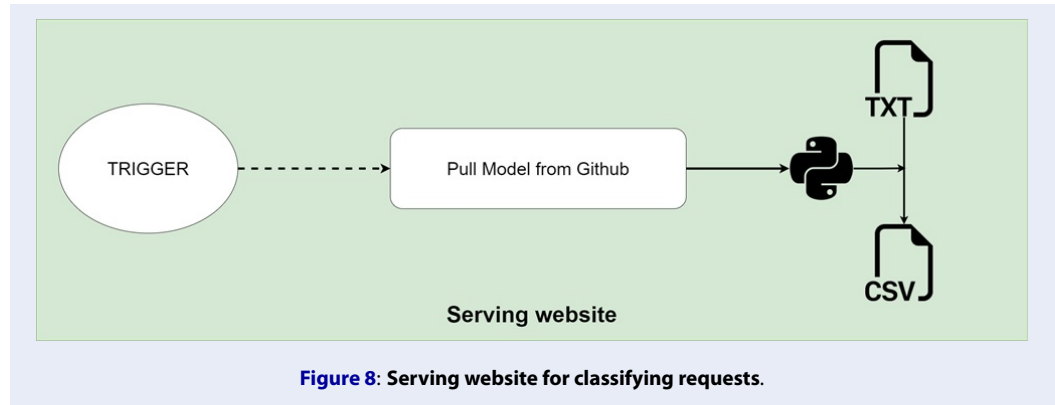 TXT
TRIGGER
Pull Model from Github
CSV
Serving website
Figure 8: Serving website for classifying requests.